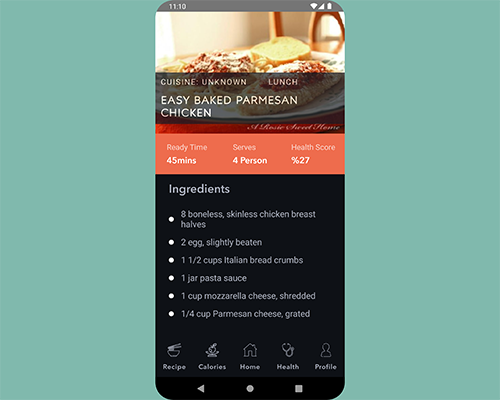 11:10
CUISINE: UNKNOWN LUNCH
EASY BAKED PARMESAN
CHICKEN
A Rosie Sweet Home
Ready Time Serves Health Score
45mins 4 Person %27
Ingredients
8 boneless, skinless chicken breast
halves
2 egg, slightly beaten
1 1/2 cups Italian bread crumbs
1 jar pasta sauce
1 cup mozzarella cheese, shredded
1/4 cup Parmesan cheese, grated
Recipe Calories Home Health Profile